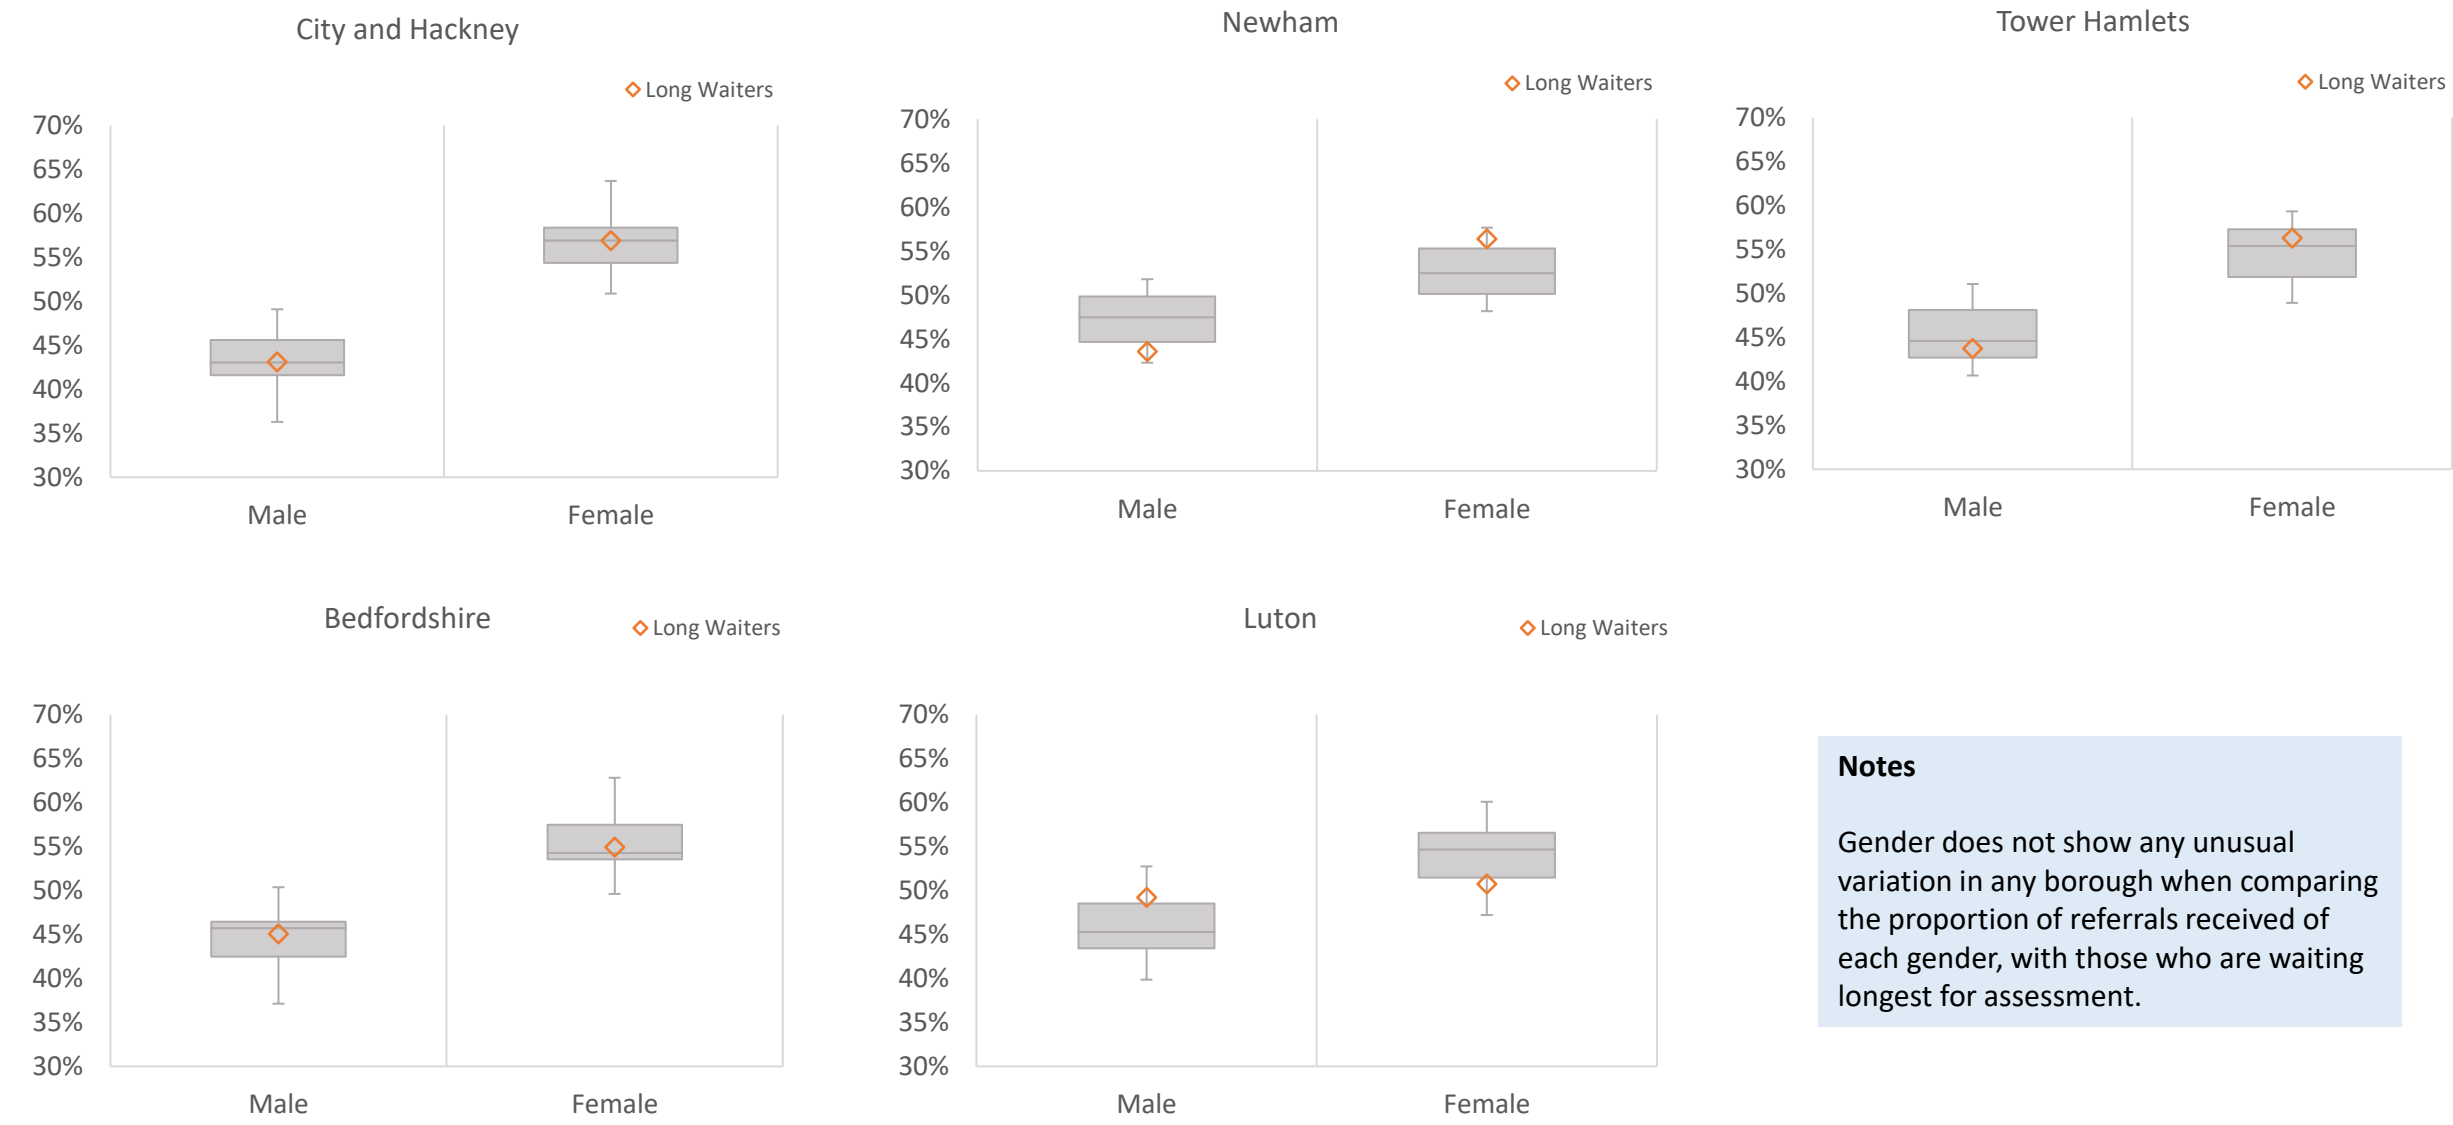 City and Hackney
Long Waiters
70%
65%
60%
55%
50%
45%
40%
35%
30%
Male
Female
Newham
Long Waiters
70%
65%
60%
55%
50%
45%
40%
35%
30%
Male
Female
Tower Hamlets
Long Waiters
70%
65%
60%
55%
50%
45%
40%
35%
30%
Male
Female
Bedfordshire
Long Waiters
70%
65%
60%
55%
50%
45%
40%
35%
30%
Male
Female
Luton
Long Waiters
70%
65%
60%
55%
50%
45%
40%
35%
30%
Male
Female
Notes
Gender does not show any unusual
variation in any borough when comparing
the proportion of referrals received of
each gender, with those who are waiting
longest for assessment.